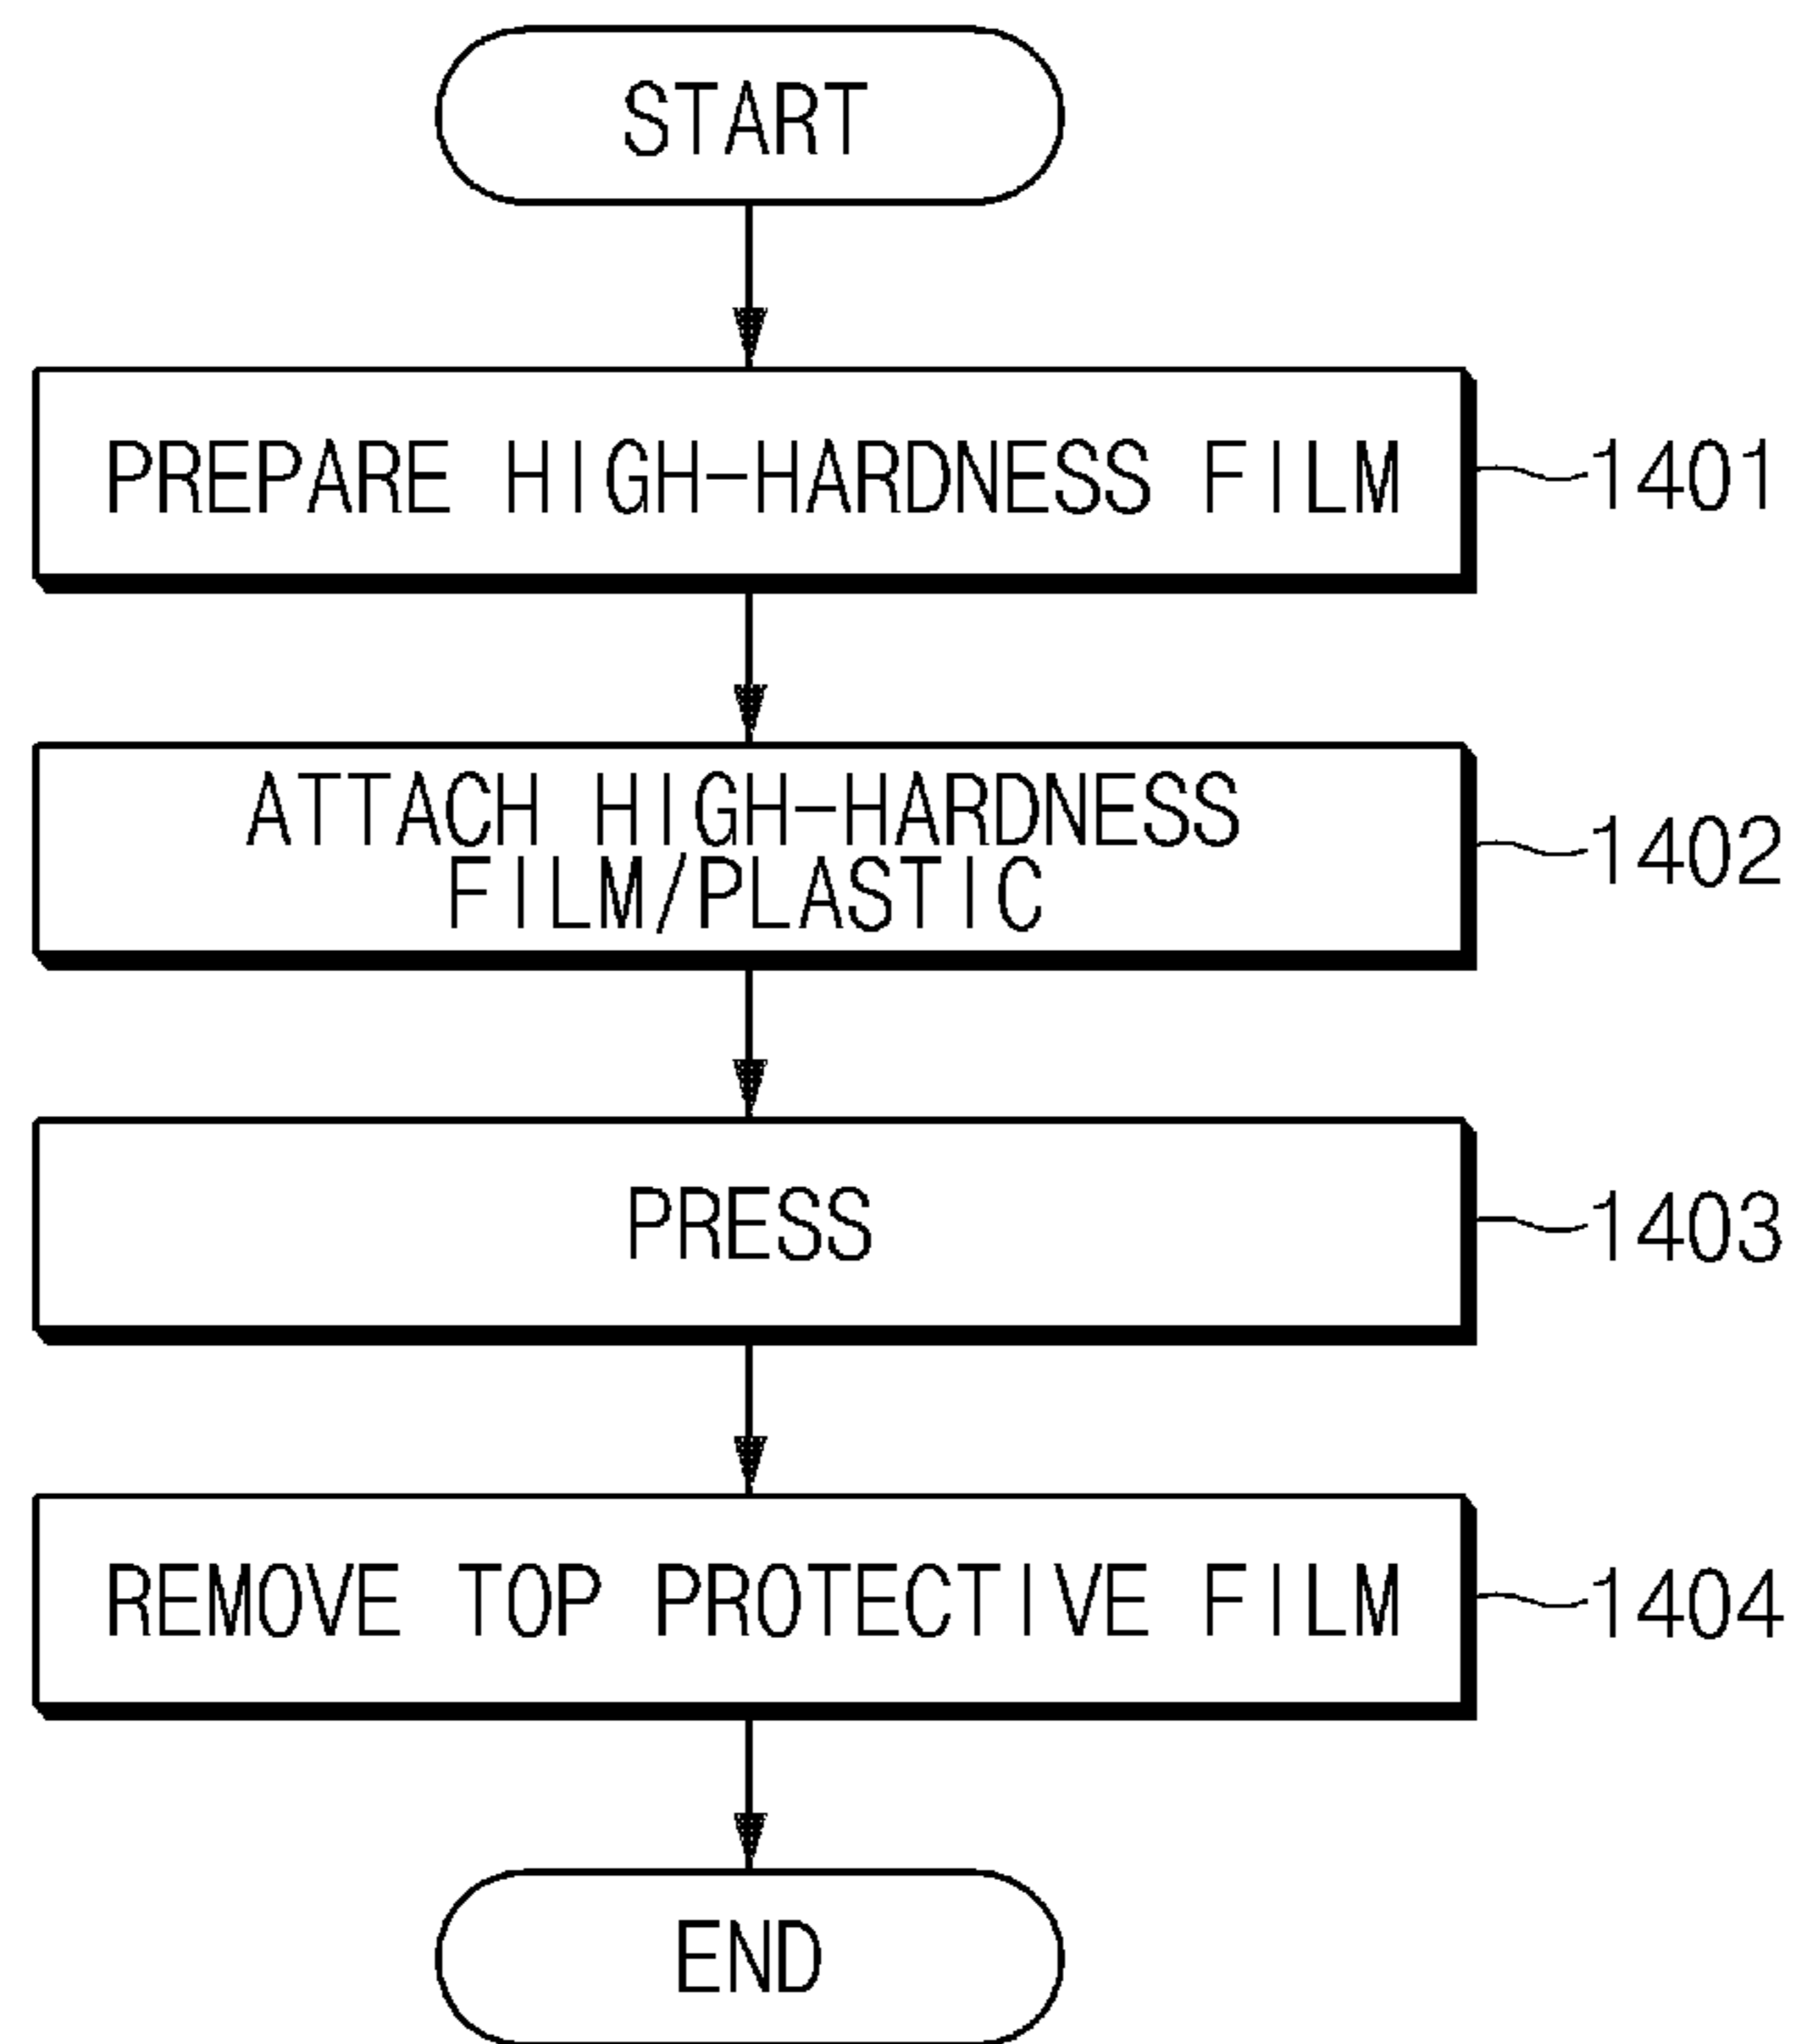 START
PREPARE HIGH-HARDNESS FILM
1401
ATTACH HIGH-HARDNESS
FILM/PLASTIC
1402
PRESS
1403
REMOVE TOP PROTECTIVE FILM
1404
END